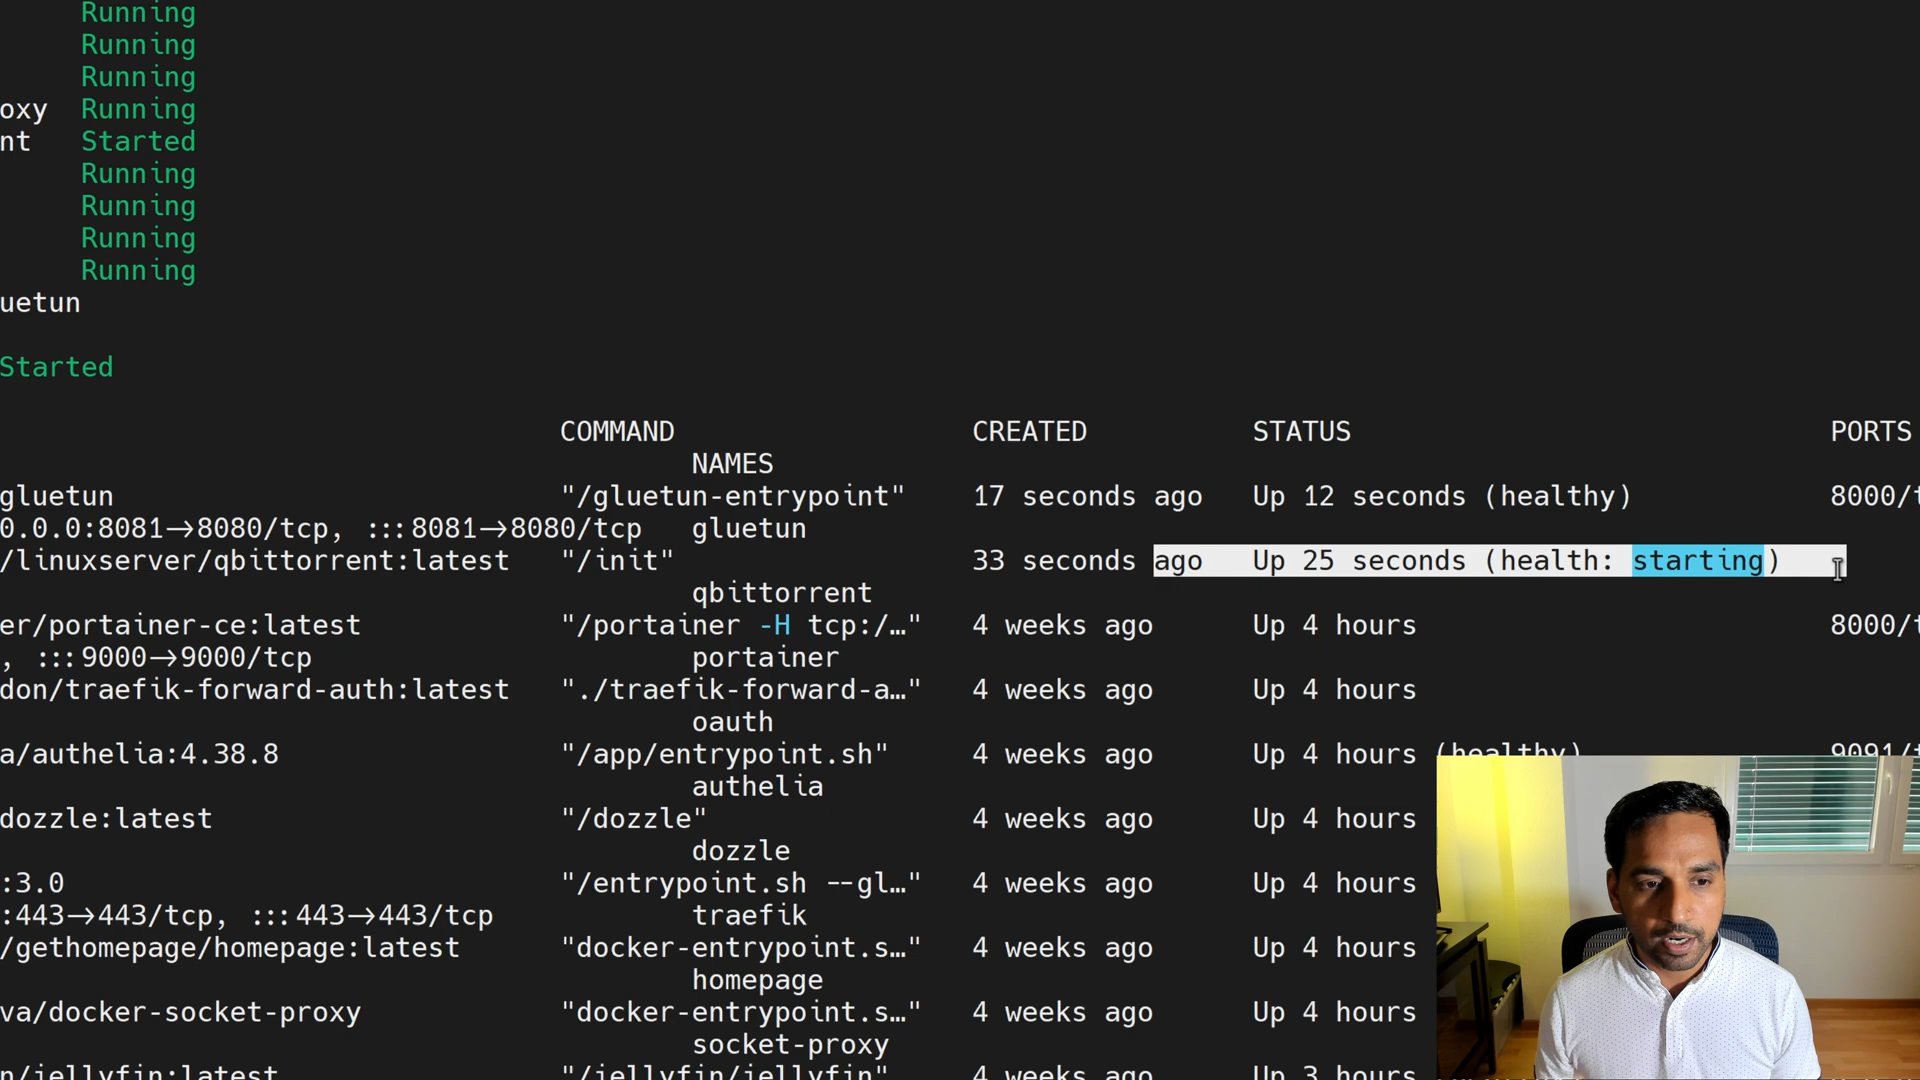 Running
Running
Running
oxy Running
nt Started
Running
Running
Running
Running
uetun
Started
COMMAND CREATED STATUS PORTS
NAMES
gluetun "/gluetun-entrypoint" 17 seconds ago Up 12 seconds (healthy) 8000/t
0.0.0:8081→8080/tcp, :::8081→8080/tcp gluetun
/linuxserver/qbittorrent:latest "/init" 33 seconds ago Up 25 seconds (health: starting)
qbittorrent
er/portainer-ce:latest "/portainer -H tcp:/…" 4 weeks ago Up 4 hours 8000/t
, :::9000→9000/tcp portainer
don/traefik-forward-auth:latest "./traefik-forward-a…" 4 weeks ago Up 4 hours
oauth
a/authelia:4.38.8 "/app/entrypoint.sh" 4 weeks ago Up 4 hours (healthy) 9091/t
authelia
dozzle:latest "/dozzle" 4 weeks ago Up 4 hours
dozzle
:3.0 "/entrypoint.sh --gl…" 4 weeks ago Up 4 hours
:443→443/tcp, :::443→443/tcp traefik
/gethomepage/homepage:latest "docker-entrypoint.s…" 4 weeks ago Up 4 hours
homepage
va/docker-socket-proxy "docker-entrypoint.s…" 4 weeks ago Up 4 hours
socket-proxy
n/jellyfin:latest "/jellyfin/jellyfin" 4 weeks ago Up 3 hours